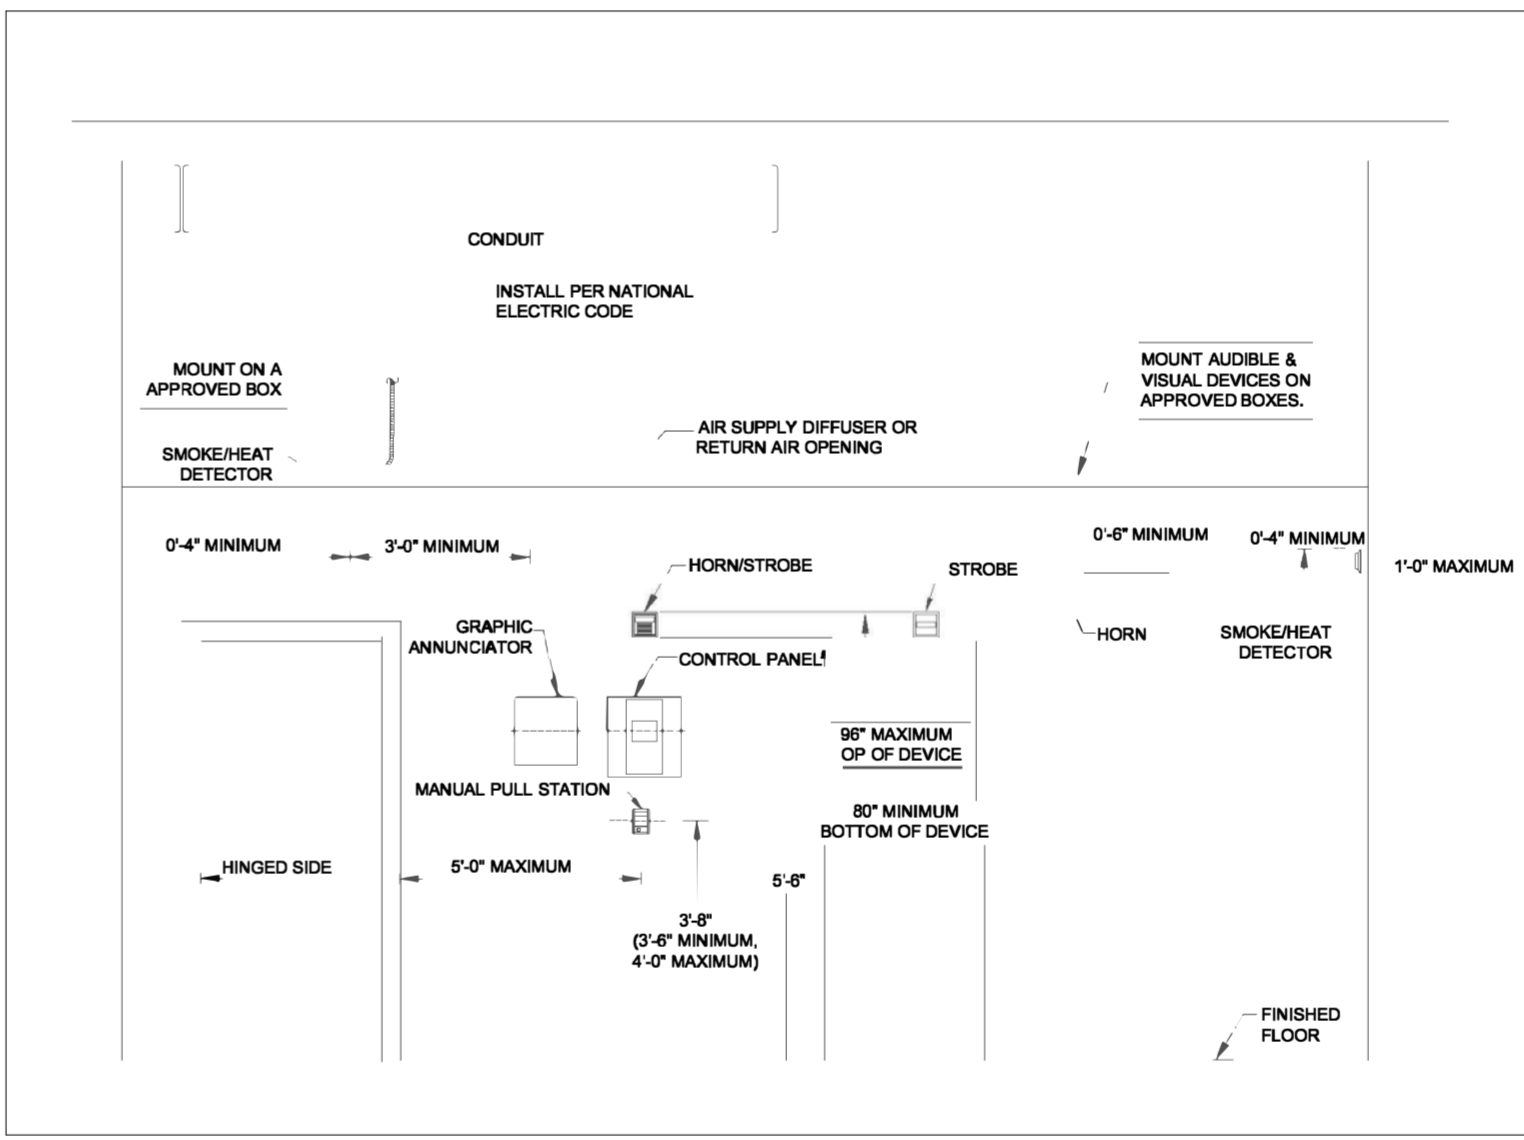 CONDUIT
INSTALL PER NATIONAL
ELECTRIC CODE
MOUNT ON A
APPROVED BOX
MOUNT AUDIBLE &
VISUAL DEVICES ON
APPROVED BOXES.
AIR SUPPLY DIFFUSER OR
RETURN AIR OPENING
SMOKE/HEAT
DETECTOR
0'-4" MINIMUM
3'-0" MINIMUM
0'-6" MINIMUM
0'-4" MINIMUM
1'-0" MAXIMUM
HORN/STROBE
STROBE
GRAPHIC
ANNUNCIATOR
HORN
SMOKE/HEAT
DETECTOR
CONTROL PANEL
96" MAXIMUM
OP OF DEVICE
MANUAL PULL STATION
80" MINIMUM
BOTTOM OF DEVICE
HINGED SIDE
5'-0" MAXIMUM
5'-6"
3'-8"
(3'-6" MINIMUM,
4'-0" MAXIMUM)
FINISHED
FLOOR